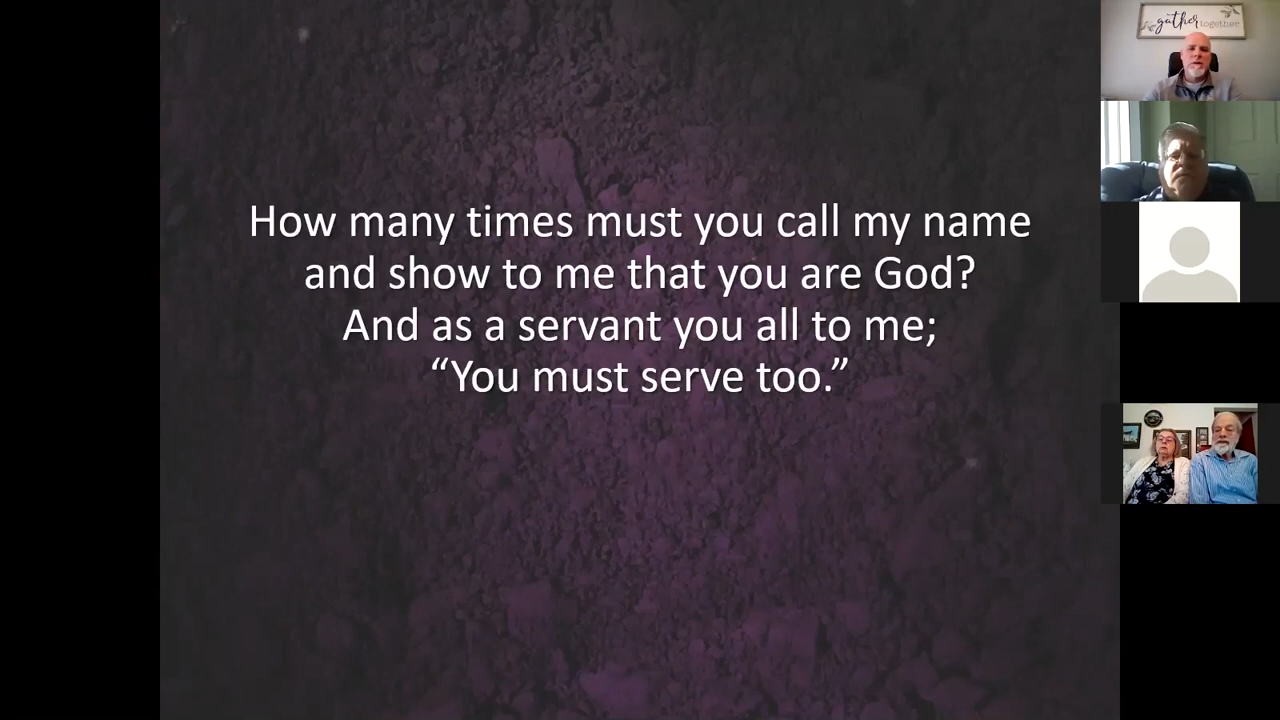 How many times must you call my name
and show to me that you are God?
And as a servant you all to me;
“You must serve too.”
gather together